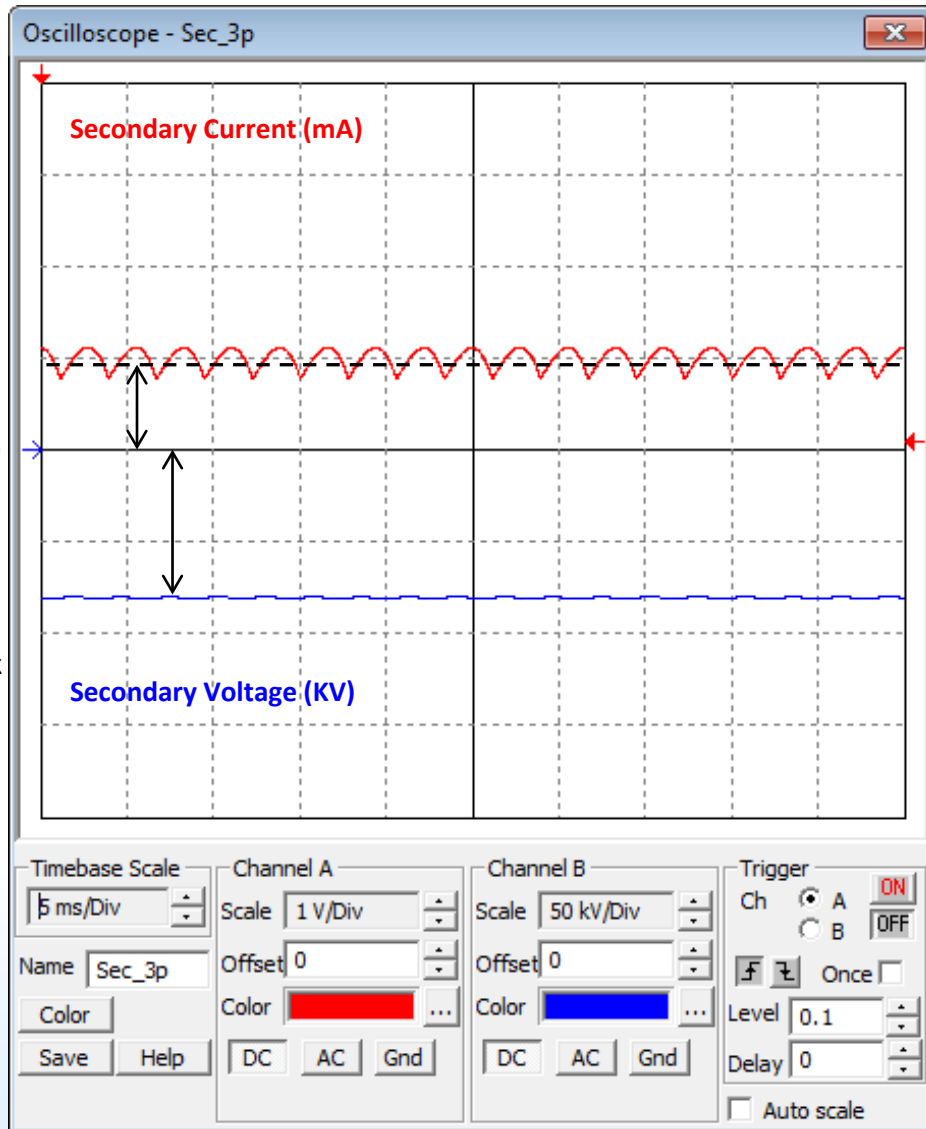 Oscilloscope - Sec_3p
Secondary Current (mA)
Secondary Voltage (KV)
Timebase Scale
5 ms/Div
Name Sec_3p
Color
Save Help
Channel A
Scale 1 V/Div
Offset 0
Color ...
DC AC Gnd
Channel B
Scale 50 kV/Div
Offset 0
Color ...
DC AC Gnd
Trigger
Ch A ON
B OFF
Once
Level 0.1
Delay 0
Auto scale